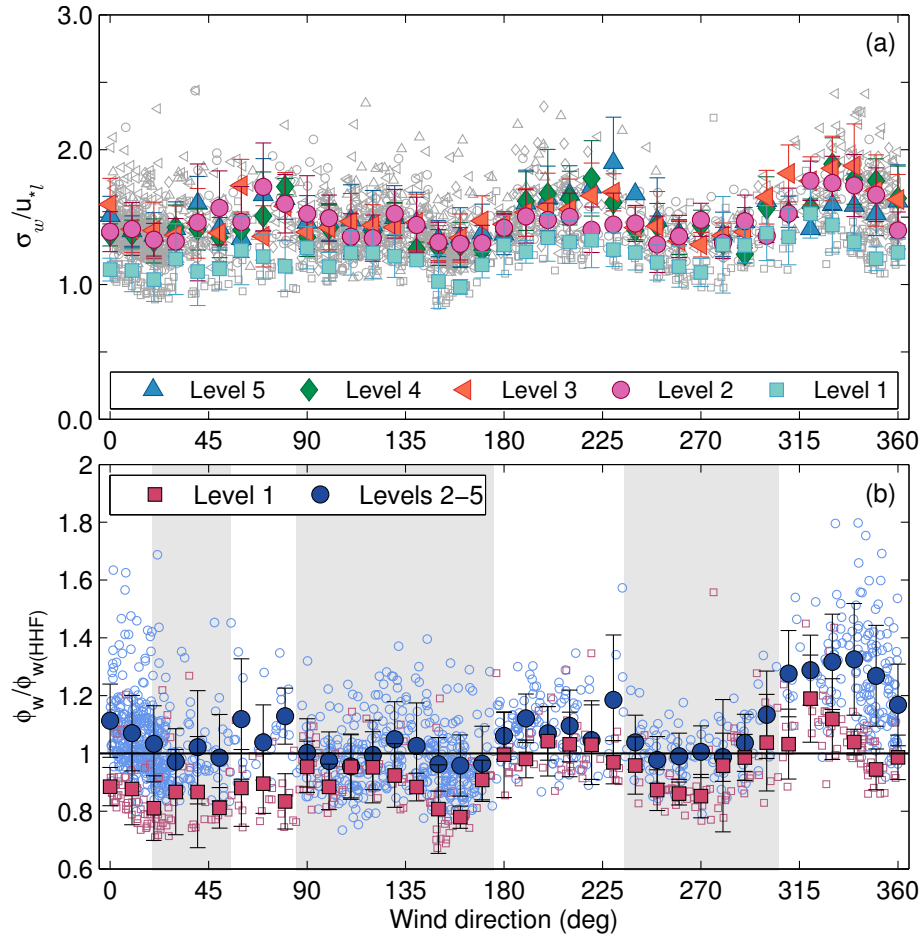 3.0
(a)
2.0
σw/u*l
1.0
Level 5 Level 4 Level 3 Level 2 Level 1
0.0
0 45 90 135 180 225 270 315 360
2
Level 1 Levels 2−5
(b)
1.8
1.6
1.4
ϕw/ϕw(HHF)
1.2
1
0.8
0.6
0 45 90 135 180 225 270 315 360
Wind direction (deg)